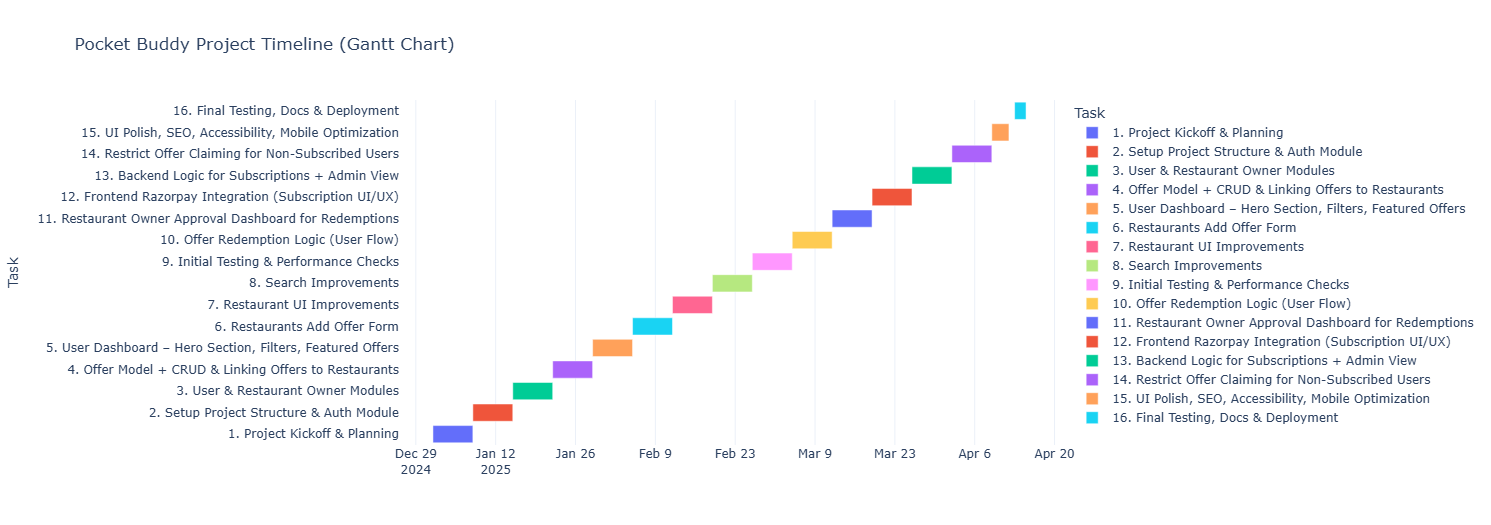 Pocket Buddy Project Timeline (Gantt Chart)
Task
16. Final Testing, Docs & Deployment
15. UI Polish, SEO, Accessibility, Mobile Optimization
14. Restrict Offer Claiming for Non-Subscribed Users
13. Backend Logic for Subscriptions + Admin View
12. Frontend Razorpay Integration (Subscription UI/UX)
11. Restaurant Owner Approval Dashboard for Redemptions
10. Offer Redemption Logic (User Flow)
9. Initial Testing & Performance Checks
8. Search Improvements
7. Restaurant UI Improvements
6. Restaurants Add Offer Form
5. User Dashboard – Hero Section, Filters, Featured Offers
4. Offer Model + CRUD & Linking Offers to Restaurants
3. User & Restaurant Owner Modules
2. Setup Project Structure & Auth Module
1. Project Kickoff & Planning
Dec 29 Jan 12 Jan 26 Feb 9 Feb 23 Mar 9 Mar 23 Apr 6 Apr 20
2024 2025
Task
1. Project Kickoff & Planning
2. Setup Project Structure & Auth Module
3. User & Restaurant Owner Modules
4. Offer Model + CRUD & Linking Offers to Restaurants
5. User Dashboard – Hero Section, Filters, Featured Offers
6. Restaurants Add Offer Form
7. Restaurant UI Improvements
8. Search Improvements
9. Initial Testing & Performance Checks
10. Offer Redemption Logic (User Flow)
11. Restaurant Owner Approval Dashboard for Redemptions
12. Frontend Razorpay Integration (Subscription UI/UX)
13. Backend Logic for Subscriptions + Admin View
14. Restrict Offer Claiming for Non-Subscribed Users
15. UI Polish, SEO, Accessibility, Mobile Optimization
16. Final Testing, Docs & Deployment